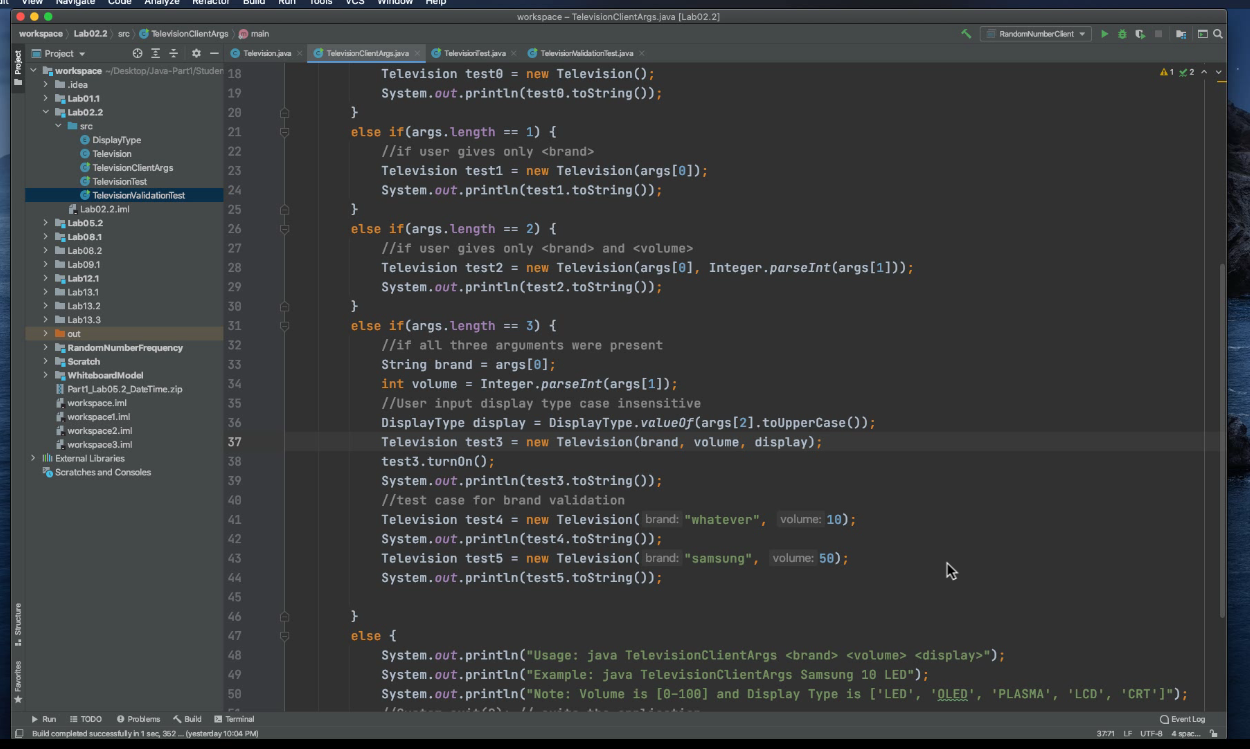 View Navigate Code Analyze Refactor Build Run Tools VCS Window Help
workspace – TelevisionClientArgs.java [Lab02.2]
workspace Lab02.2 src TelevisionClientArgs main
RandomNumberClient
Project
Television.java TelevisionClientArgs.java TelevisionTest.java TelevisionValidationTest.java
Project
workspace ~/Desktop/Java-Part1/Studen
.idea
Lab01.1
Lab02.2
src
DisplayType
Television
TelevisionClientArgs
TelevisionTest
TelevisionValidationTest
Lab02.2.iml
Lab05.2
Lab08.1
Lab08.2
Lab09.1
Lab12.1
Lab13.1
Lab13.2
Lab13.3
out
RandomNumberFrequency
Scratch
WhiteboardModel
Part1_Lab05.2_DateTime.zip
workspace.iml
workspace1.iml
workspace2.iml
workspace3.iml
External Libraries
Scratches and Consoles
Structure
Favorites
1 2
18 Television test0 = new Television();
19 System.out.println(test0.toString());
20 }
21 else if(args.length == 1) {
22 //if user gives only <brand>
23 Television test1 = new Television(args[0]);
24 System.out.println(test1.toString());
25 }
26 else if(args.length == 2) {
27 //if user gives only <brand> and <volume>
28 Television test2 = new Television(args[0], Integer.parseInt(args[1]));
29 System.out.println(test2.toString());
30 }
31 else if(args.length == 3) {
32 //if all three arguments were present
33 String brand = args[0];
34 int volume = Integer.parseInt(args[1]);
35 //User input display type case insensitive
36 DisplayType display = DisplayType.valueOf(args[2].toUpperCase());
37 Television test3 = new Television(brand, volume, display);
38 test3.turnOn();
39 System.out.println(test3.toString());
40 //test case for brand validation
41 Television test4 = new Television( brand: "whatever", volume: 10);
42 System.out.println(test4.toString());
43 Television test5 = new Television( brand: "samsung", volume: 50);
44 System.out.println(test5.toString());
45
46 }
47 else {
48 System.out.println("Usage: java TelevisionClientArgs <brand> <volume> <display>");
49 System.out.println("Example: java TelevisionClientArgs Samsung 10 LED");
50 System.out.println("Note: Volume is [0-100] and Display Type is ['LED', 'OLED', 'PLASMA', 'LCD', 'CRT']");
Run TODO Problems Build Terminal
Event Log
Build completed successfully in 1 sec, 352 ... (yesterday 10:04 PM)
37:71 LF UTF-8 4 spac...